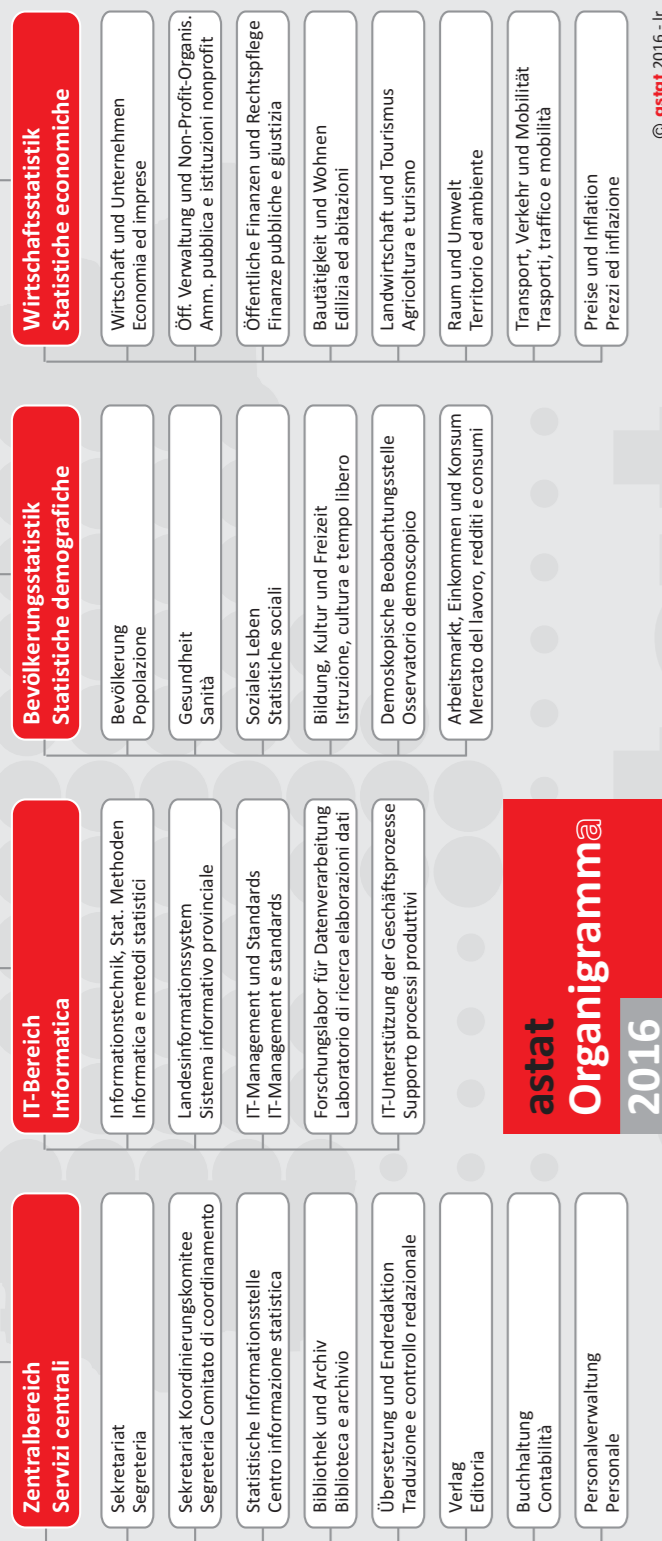 Zentralbereich
Servizi centrali
Sekretariat
Segreteria
Sekretariat Koordinierungskomitee
Segreteria Comitato di coordinamento
Statistische Informationsstelle
Centro informazione statistica
Bibliothek und Archiv
Biblioteca e archivio
Übersetzung und Endredaktion
Traduzione e controllo redazionale
Verlag
Editoria
Buchhaltung
Contabilità
Personalverwaltung
Personale
IT-Bereich
Informatica
Informationstechnik, Stat. Methoden
Informatica e metodi statistici
Landesinformationssystem
Sistema informativo provinciale
IT-Management und Standards
IT-Management e standards
Forschungslabor für Datenverarbeitung
Laboratorio di ricerca elaborazioni dati
IT-Unterstützung der Geschäftsprozesse
Supporto processi produttivi
astat
Organigramma
2016
Bevölkerungsstatistik
Statistiche demografiche
Bevölkerung
Popolazione
Gesundheit
Sanità
Soziales Leben
Statistiche sociali
Bildung, Kultur und Freizeit
Istruzione, cultura e tempo libero
Demoskopische Beobachtungsstelle
Osservatorio demoscopico
Arbeitsmarkt, Einkommen und Konsum
Mercato del lavoro, redditi e consumi
Wirtschaftsstatistik
Statistiche economiche
Wirtschaft und Unternehmen
Economia ed imprese
Öff. Verwaltung und Non-Profit-Organis.
Amm. pubblica e istituzioni nonprofit
Öffentliche Finanzen und Rechtspflege
Finanze pubbliche e giustizia
Bautätigkeit und Wohnen
Edilizia ed abitazioni
Landwirtschaft und Tourismus
Agricoltura e turismo
Raum und Umwelt
Territorio ed ambiente
Transport, Verkehr und Mobilität
Trasporti, traffico e mobilità
Preise und Inflation
Prezzi ed inflazione
© astat 2016 - lr